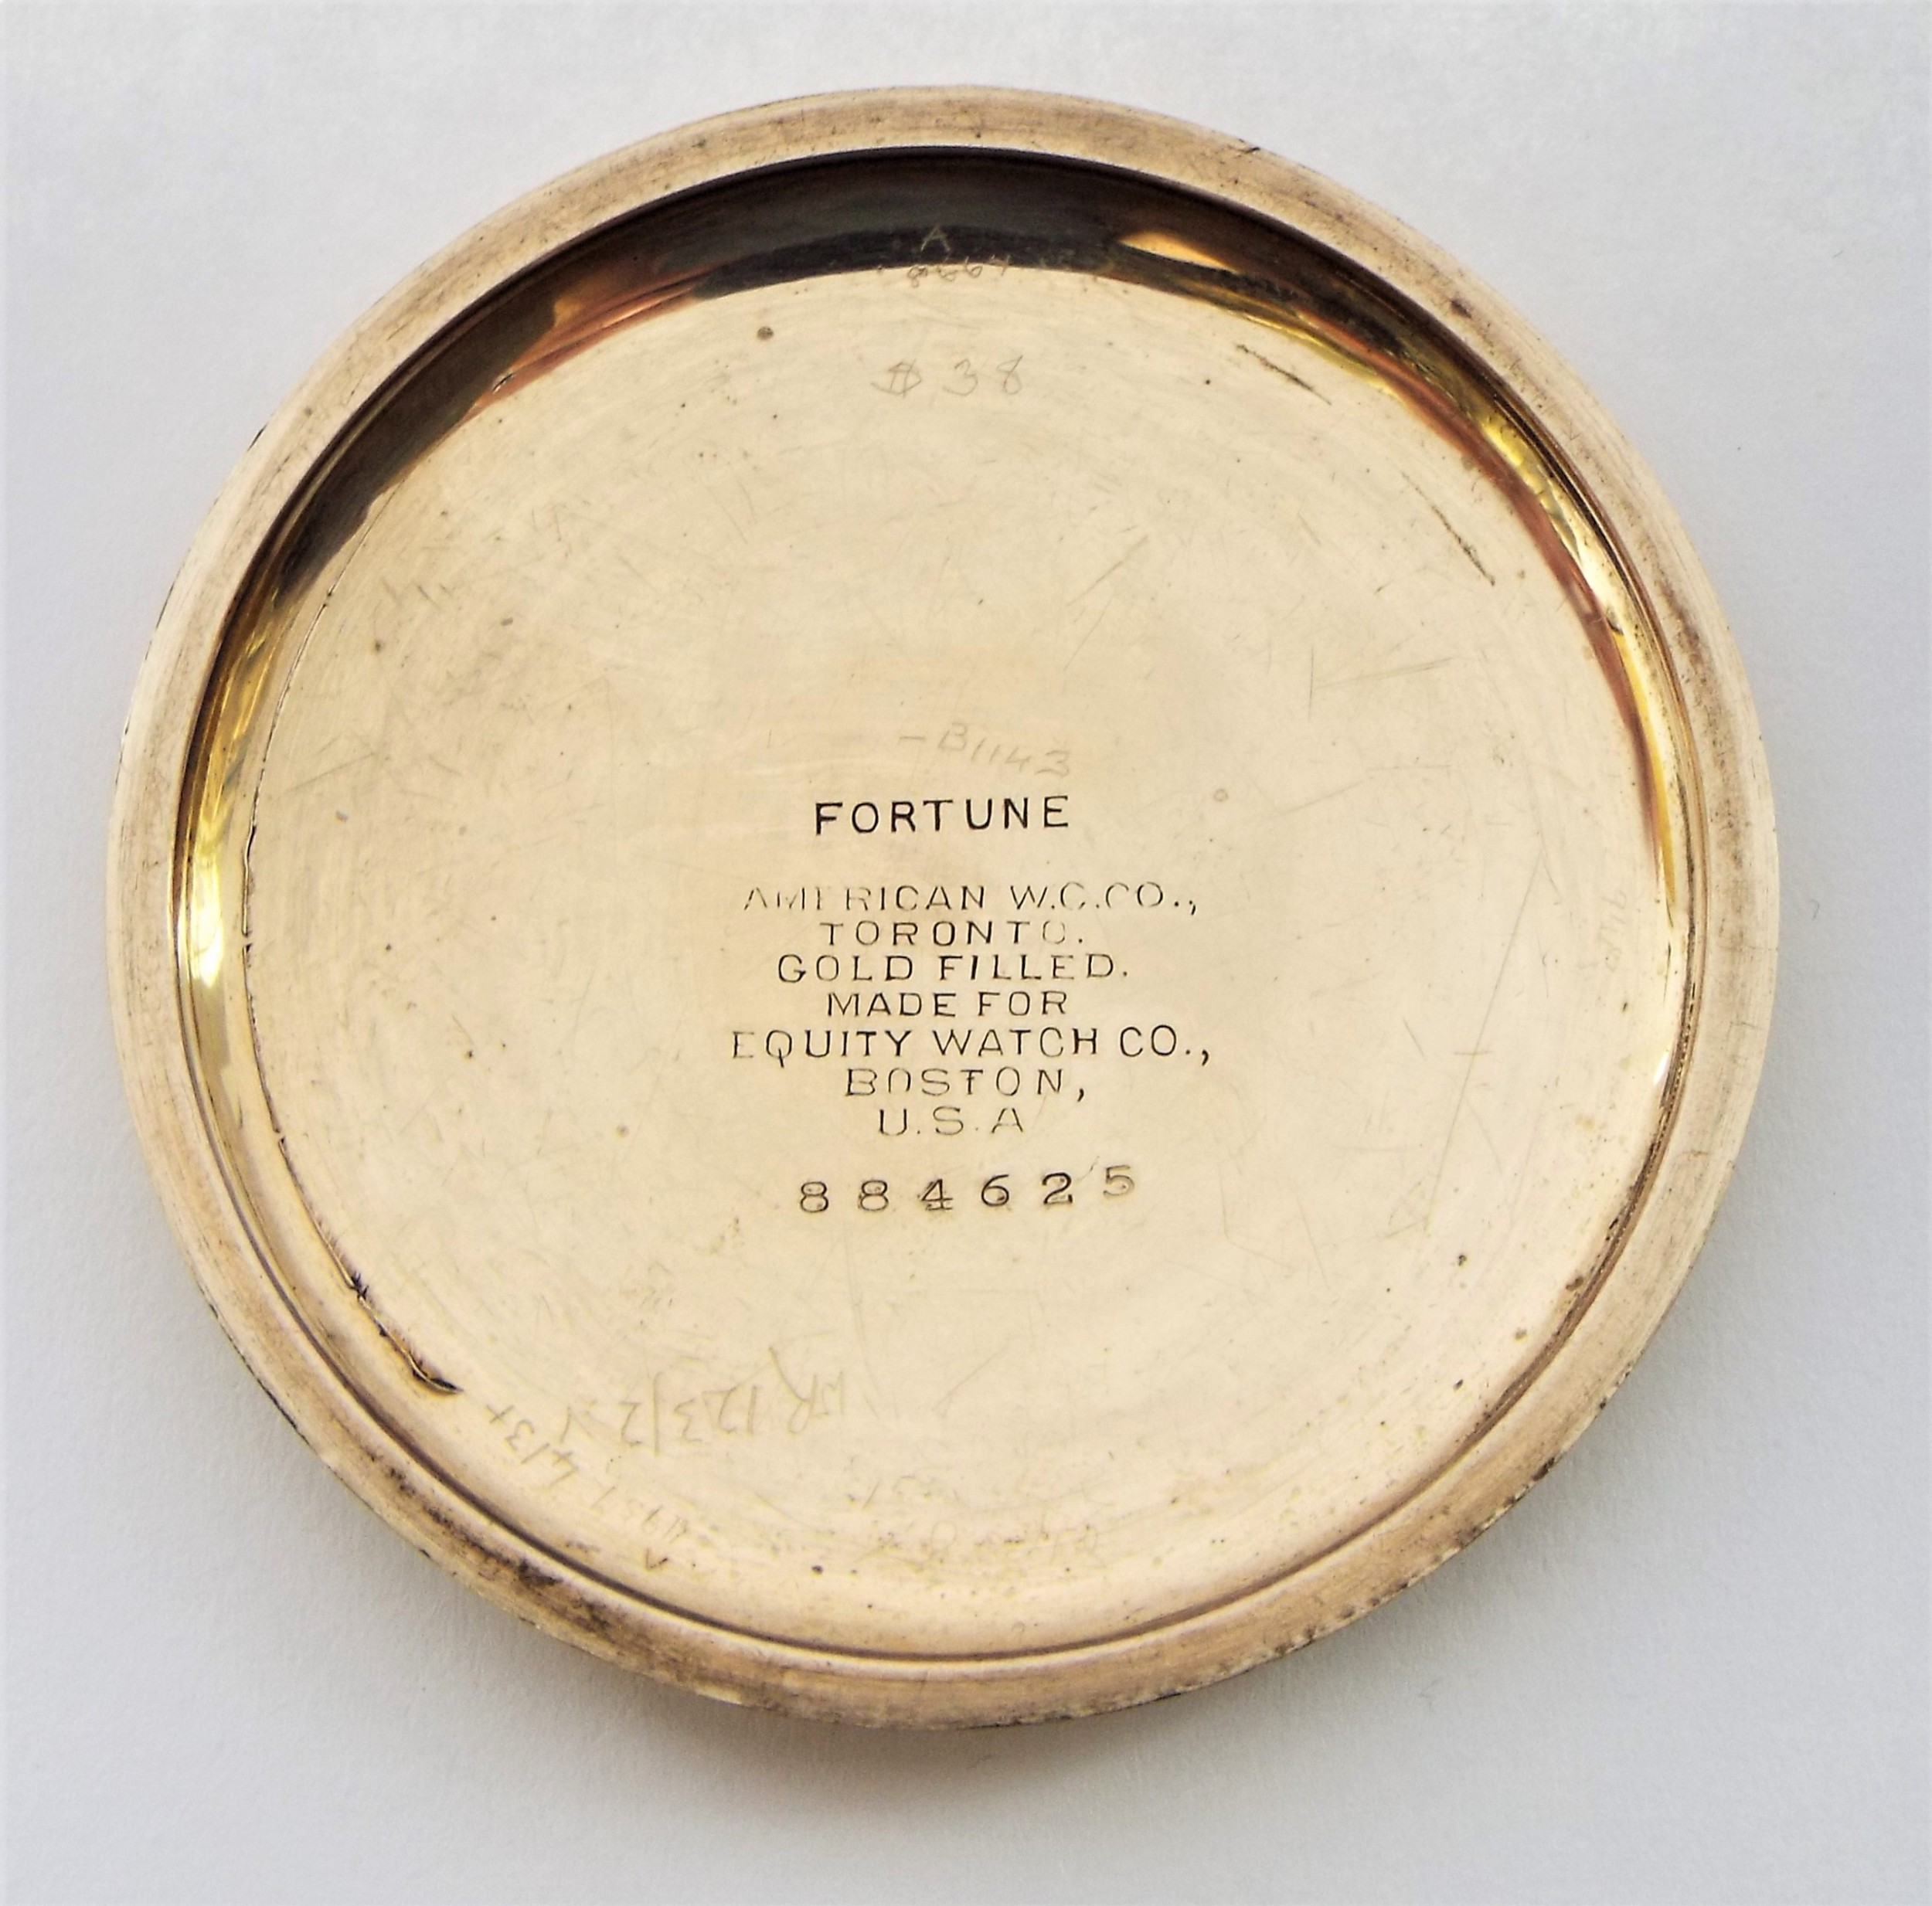 A
$ 38
-B1143
FORTUNE
AMERICAN W.C.CO.,
TORONTO.
GOLD FILLED.
MADE FOR
EQUITY WATCH CO.,
BOSTON,
U.S.A
884625